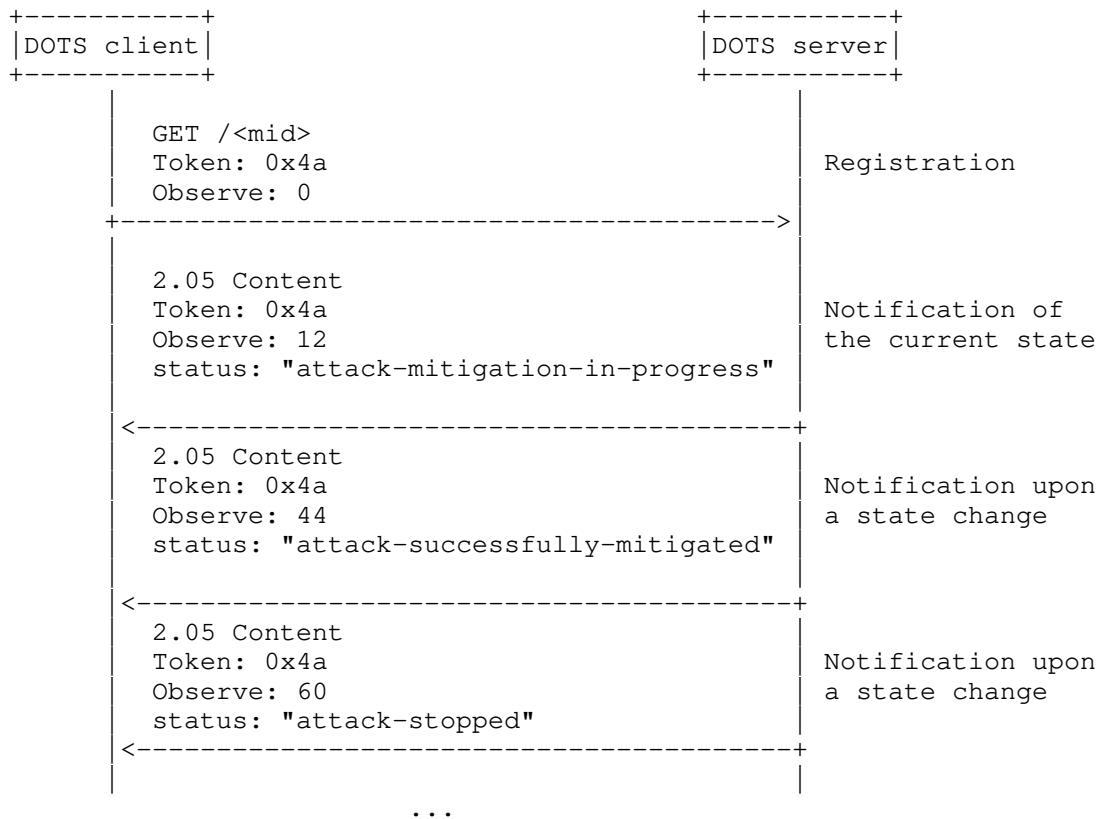 DOTS client DOTS server
GET /<mid>
Token: 0x4a Registration
Observe: 0
2.05 Content
Token: 0x4a Notification of
Observe: 12 the current state
status: "attack-mitigation-in-progress"
2.05 Content
Token: 0x4a Notification upon
Observe: 44 a state change
status: "attack-successfully-mitigated"
2.05 Content
Token: 0x4a Notification upon
Observe: 60 a state change
status: "attack-stopped"
...